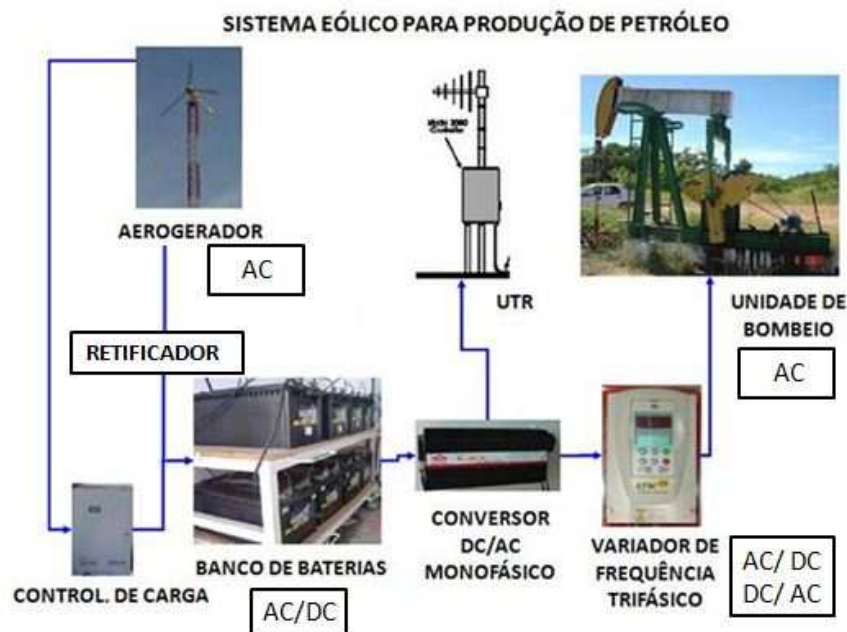 SISTEMA EÓLICO PARA PRODUÇÃO DE PETRÓLEO
AEROGERADOR
AC
RETIFICADOR
UTR
UNIDADE DE
BOMBEIO
AC
CONTROL. DE CARGA
BANCO DE BATERIAS
AC/DC
CONVERSOR
DC/AC
MONOFÁSICO
VARIADOR DE
FREQUÊNCIA
TRIFÁSICO
AC/ DC
DC/ AC